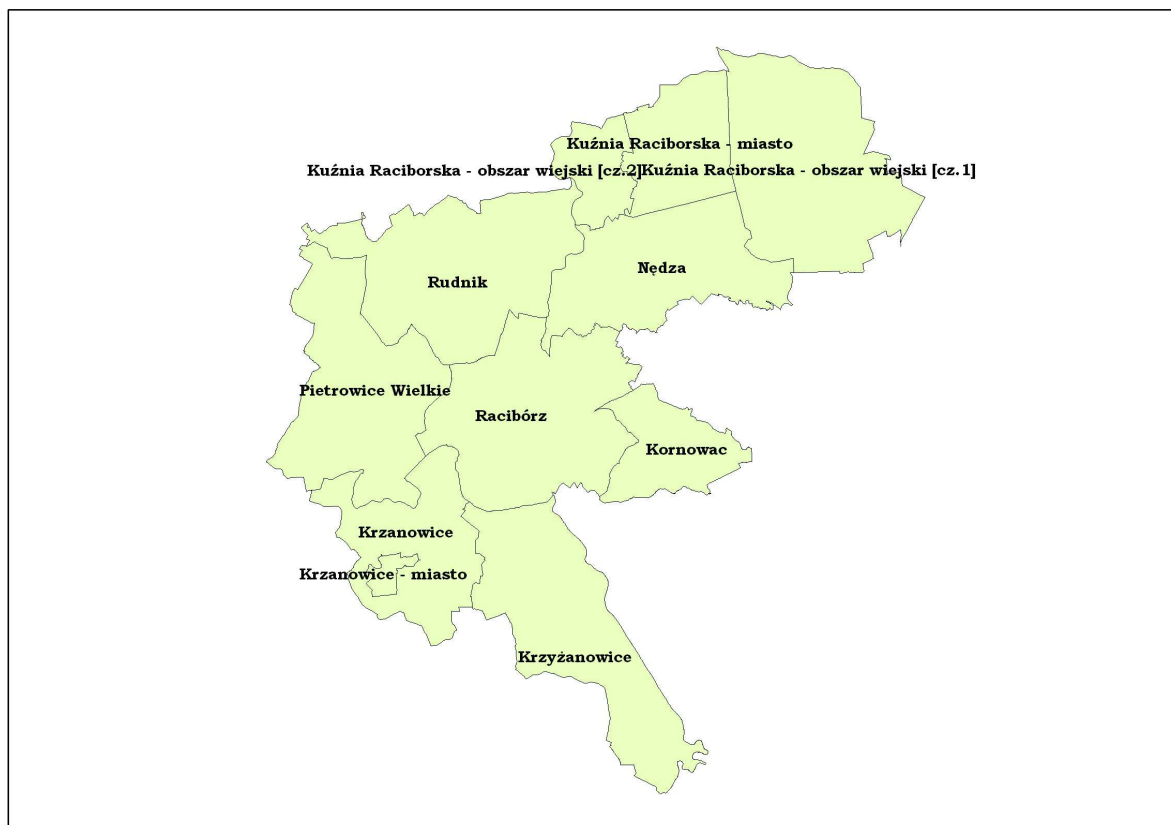 Kuźnia Raciborska - miasto
Kuźnia Raciborska - obszar wiejski [cz.2]
Kuźnia Raciborska - obszar wiejski [cz.1]
Nędza
Rudnik
Pietrowice Wielkie
Racibórz
Kornowac
Krzanowice
Krzanowice - miasto
Krzyżanowice